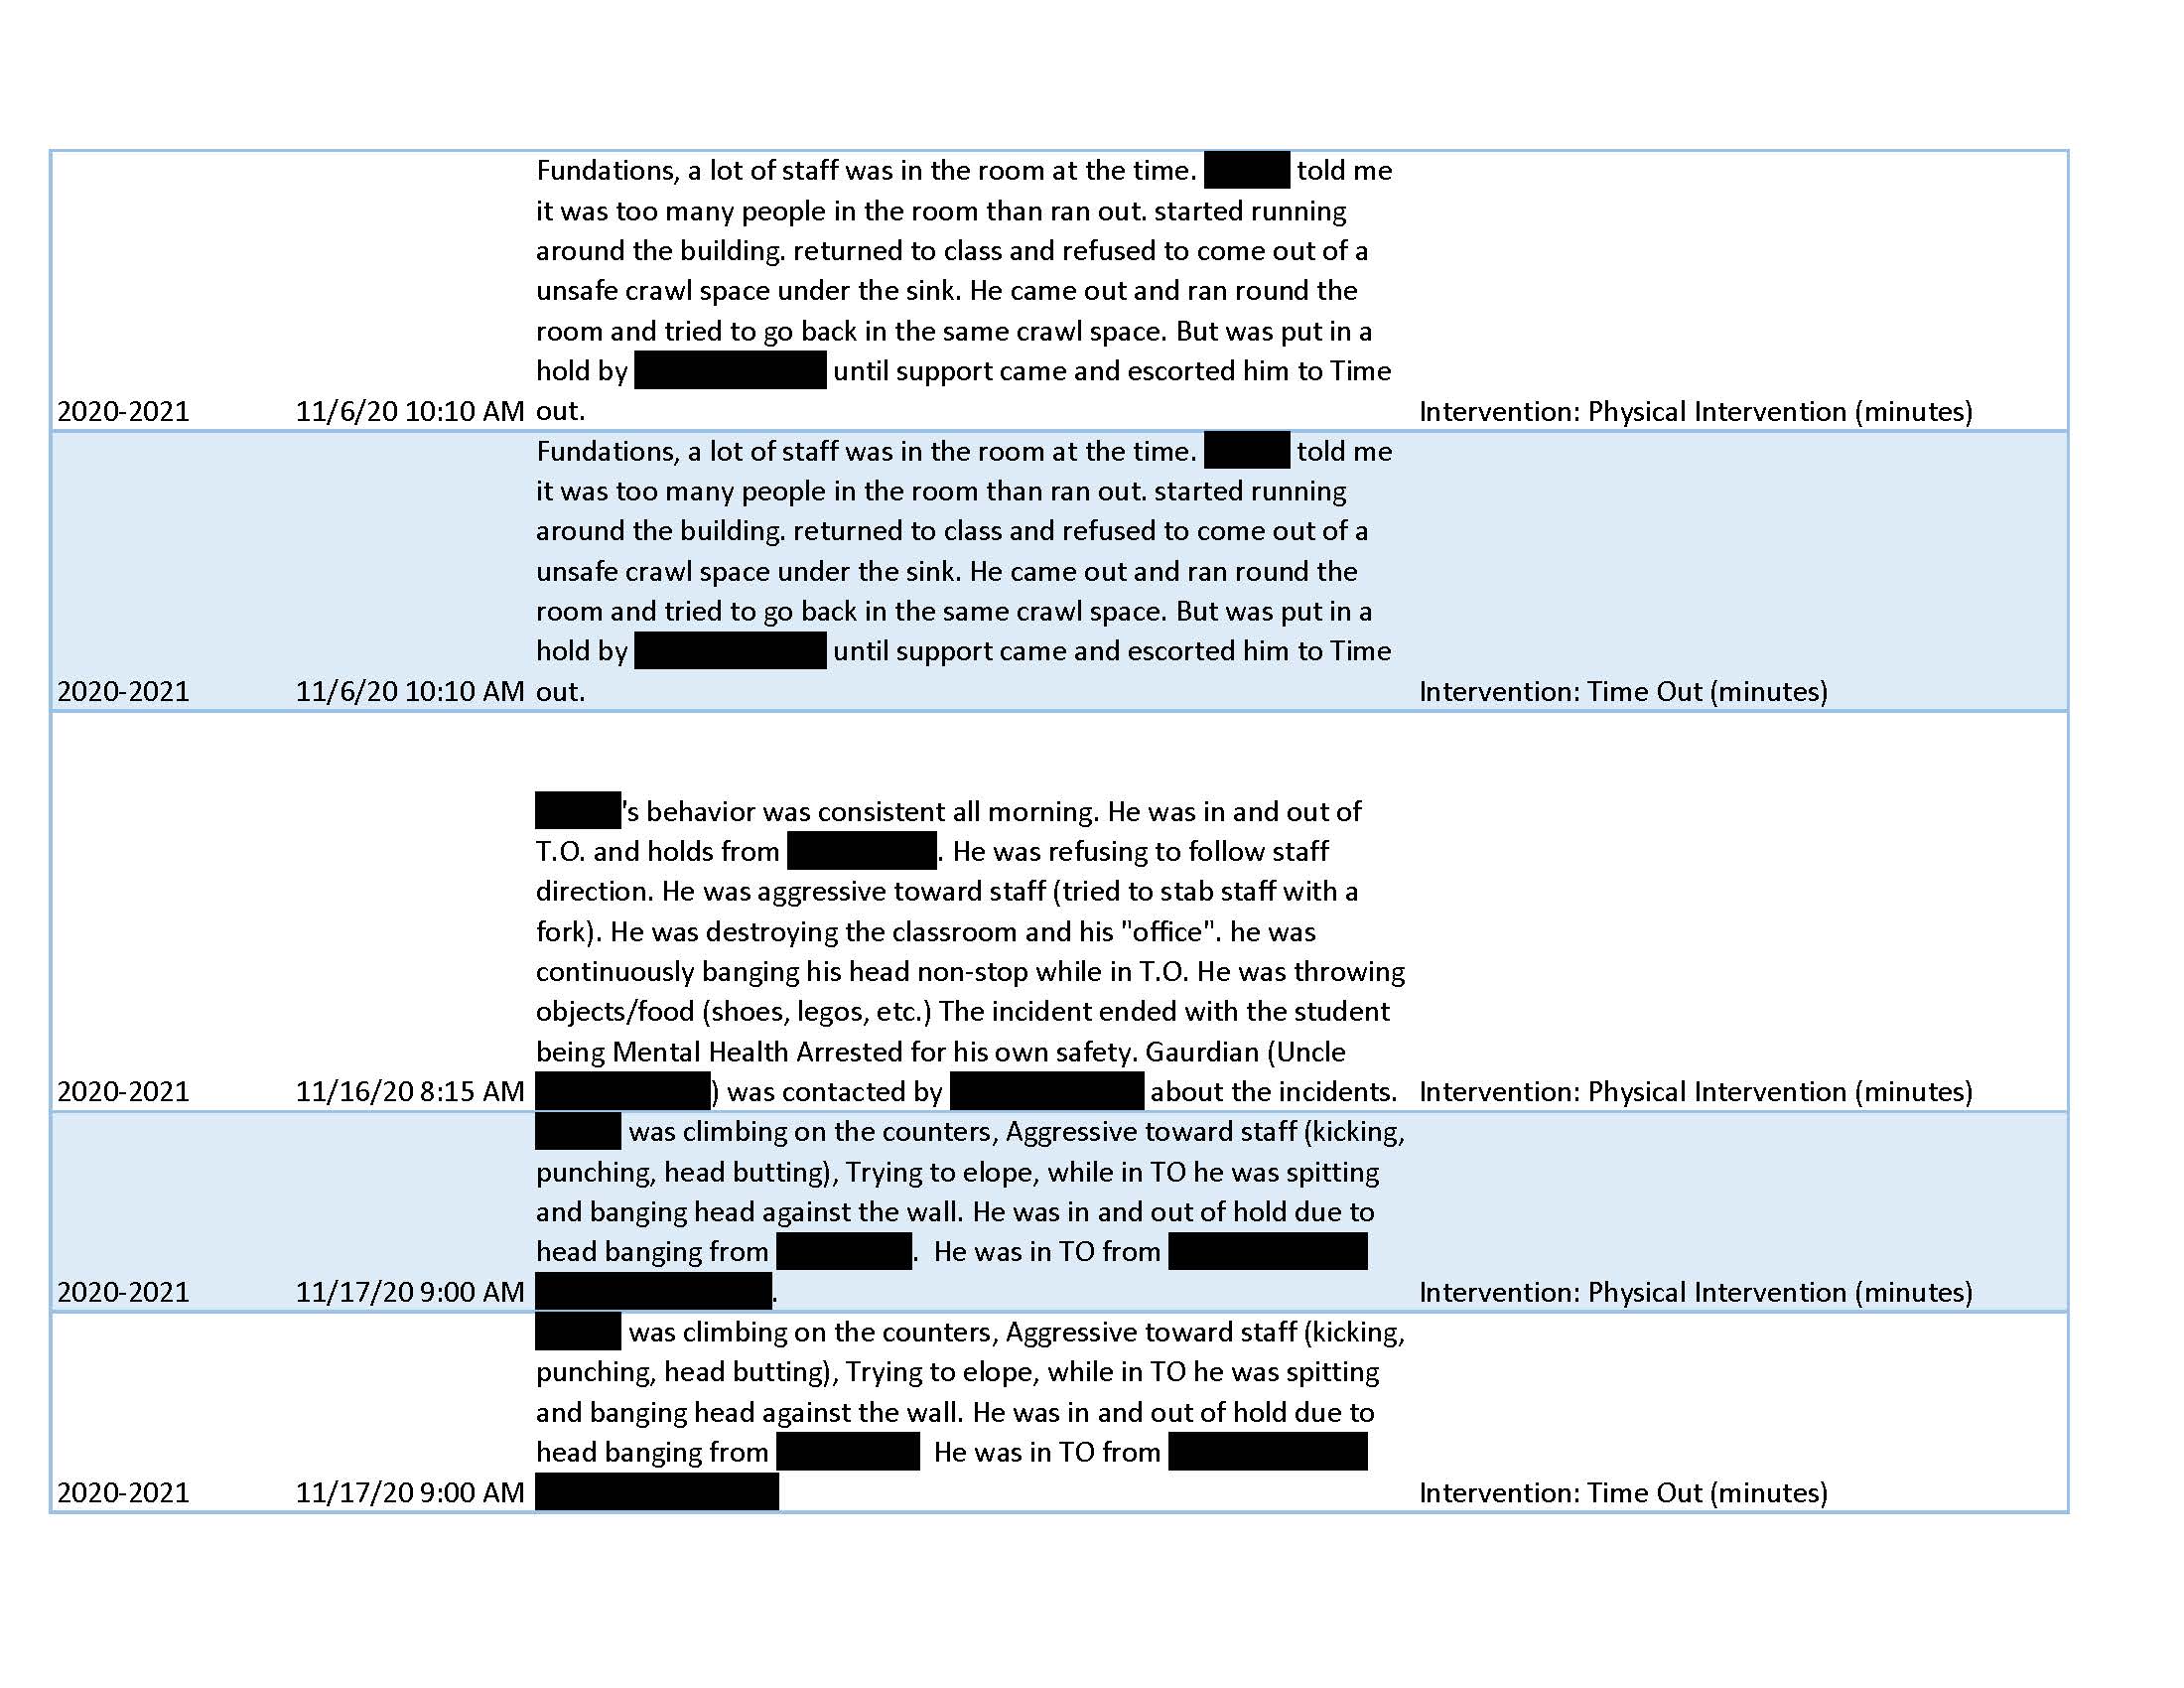 Fundations, a lot of staff was in the room at the time. told me
it was too many people in the room than ran out. started running
around the building. returned to class and refused to come out of a
unsafe crawl space under the sink. He came out and ran round the
room and tried to go back in the same crawl space. But was put in a
hold by until support came and escorted him to Time
2020-2021 11/6/20 10:10 AM out. Intervention: Physical Intervention (minutes)
Fundations, a lot of staff was in the room at the time. told me
it was too many people in the room than ran out. started running
around the building. returned to class and refused to come out of a
unsafe crawl space under the sink. He came out and ran round the
room and tried to go back in the same crawl space. But was put in a
hold by until support came and escorted him to Time
2020-2021 11/6/20 10:10 AM out. Intervention: Time Out (minutes)
's behavior was consistent all morning. He was in and out of
T.O. and holds from . He was refusing to follow staff
direction. He was aggressive toward staff (tried to stab staff with a
fork). He was destroying the classroom and his "office". he was
continuously banging his head non-stop while in T.O. He was throwing
objects/food (shoes, legos, etc.) The incident ended with the student
being Mental Health Arrested for his own safety. Gaurdian (Uncle
2020-2021 11/16/20 8:15 AM ) was contacted by about the incidents. Intervention: Physical Intervention (minutes)
was climbing on the counters, Aggressive toward staff (kicking,
punching, head butting), Trying to elope, while in TO he was spitting
and banging head against the wall. He was in and out of hold due to
head banging from . He was in TO from
2020-2021 11/17/20 9:00 AM . Intervention: Physical Intervention (minutes)
was climbing on the counters, Aggressive toward staff (kicking,
punching, head butting), Trying to elope, while in TO he was spitting
and banging head against the wall. He was in and out of hold due to
head banging from He was in TO from
2020-2021 11/17/20 9:00 AM Intervention: Time Out (minutes)